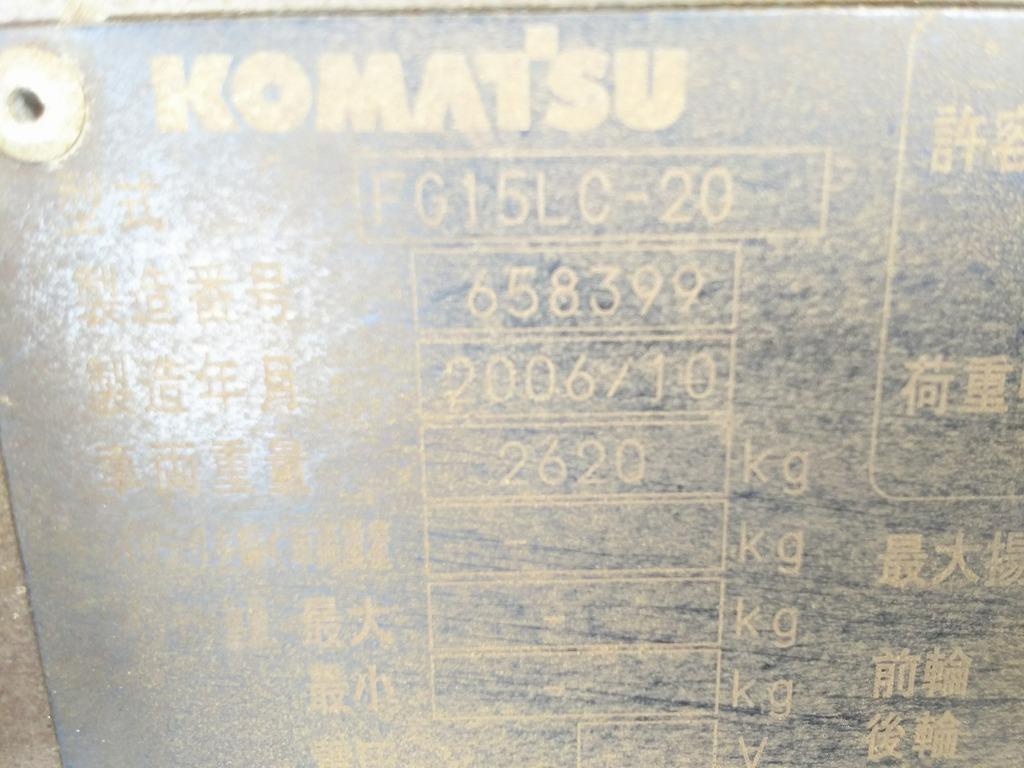 KOMATSU
型式 FG15LC-20
製造番号 658399
製造年月 2006/10
車両重量 2620 kg
- kg
最大 - kg
最小 - kg
V
許容
荷重
最大揚
前輪
後輪